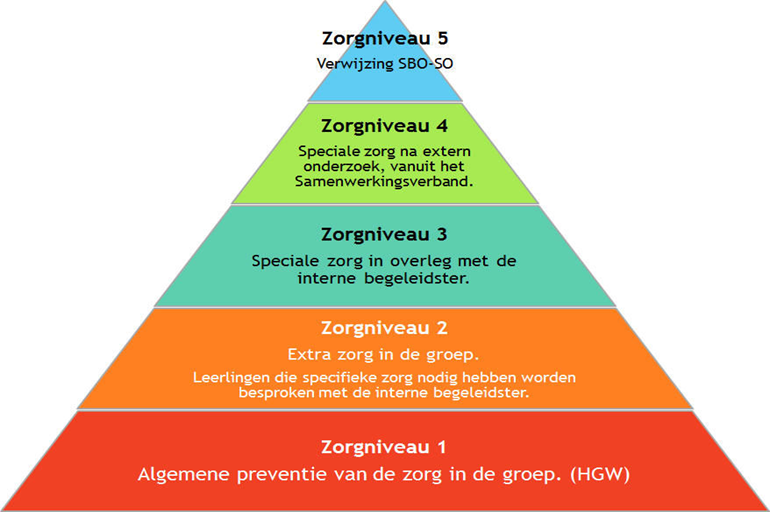 Zorgniveau 5
Verwijzing SBO-SO
Zorgniveau 4
Speciale zorg na extern
onderzoek, vanuit het
Samenwerkingsverband.
Zorgniveau 3
Speciale zorg in overleg met de
interne begeleidster.
Zorgniveau 2
Extra zorg in de groep.
Leerlingen die specifieke zorg nodig hebben worden
besproken met de interne begeleidster.
Zorgniveau 1
Algemene preventie van de zorg in de groep. (HGW)